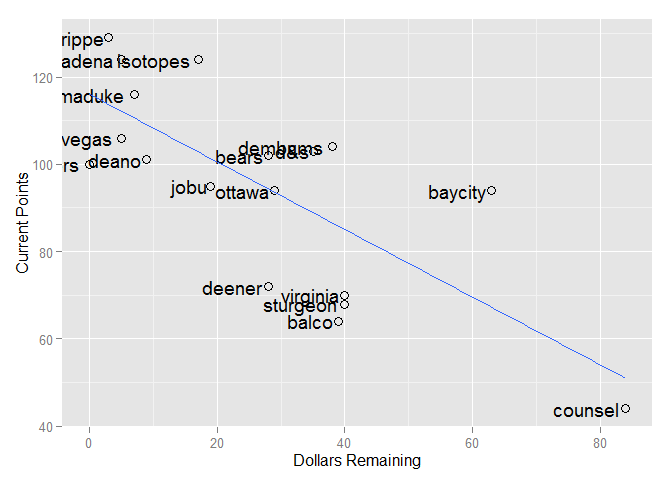 rippe
adena
isotopes
120
maduke
vegas
rs
deano
100
bears
jobu
ottawa
baycity
80
deener
virginia
sturgeon
balco
60
counsel
40
0
20
40
60
80
Current Points
Dollars Remaining